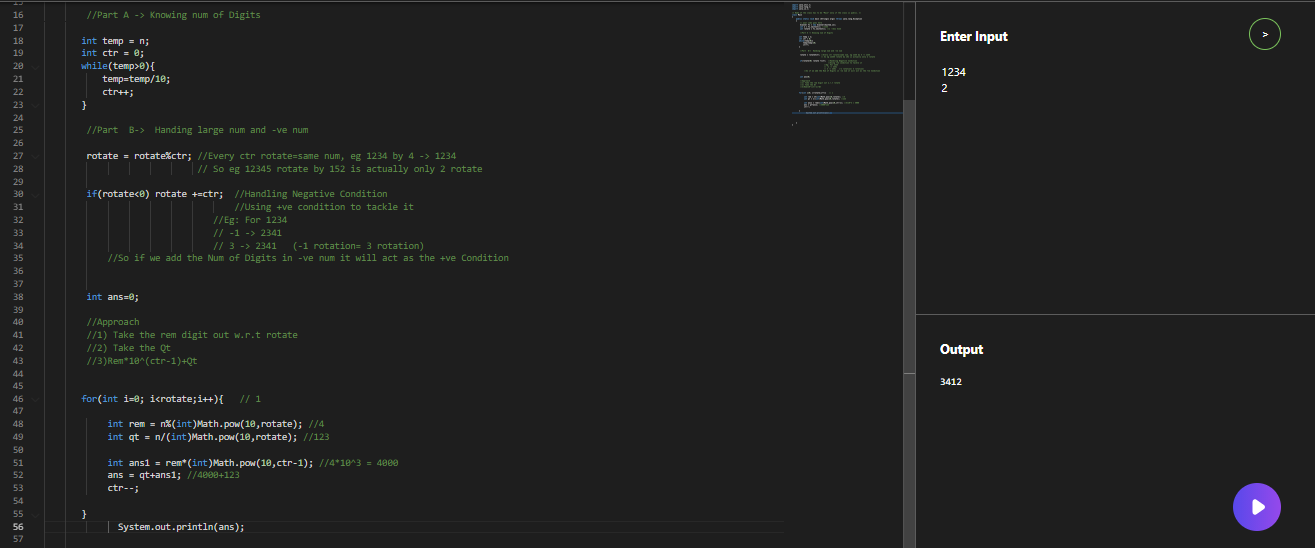 15
16 //Part A -> Knowing num of Digits
17
18 int temp = n;
19 int ctr = 0;
20 while(temp>0){
21 temp=temp/10;
22 ctr++;
23 }
24
25 //Part  B->  Handing large num and -ve num
26
27 rotate = rotate%ctr; //Every ctr rotate=same num, eg 1234 by 4 -> 1234
28 // So eg 12345 rotate by 152 is actually only 2 rotate
29
30 if(rotate<0) rotate +=ctr;  //Handling Negative Condition
31 //Using +ve condition to tackle it
32 //Eg: For 1234
33 // -1 -> 2341
34 // 3 -> 2341   (-1 rotation= 3 rotation)
35 //So if we add the Num of Digits in -ve num it will act as the +ve Condition
36
37
38 int ans=0;
39
40 //Approach
41 //1) Take the rem digit out w.r.t rotate
42 //2) Take the Qt
43 //3)Rem*10^(ctr-1)+Qt
44
45
46 for(int i=0; i<rotate;i++){   // 1
47
48 int rem = n%(int)Math.pow(10,rotate); //4
49 int qt = n/(int)Math.pow(10,rotate); //123
50
51 int ans1 = rem*(int)Math.pow(10,ctr-1); //4*10^3 = 4000
52 ans = qt+ans1; //4000+123
53 ctr--;
54
55 }
56 System.out.println(ans);
57
Enter Input
>
1234
2
Output
3412